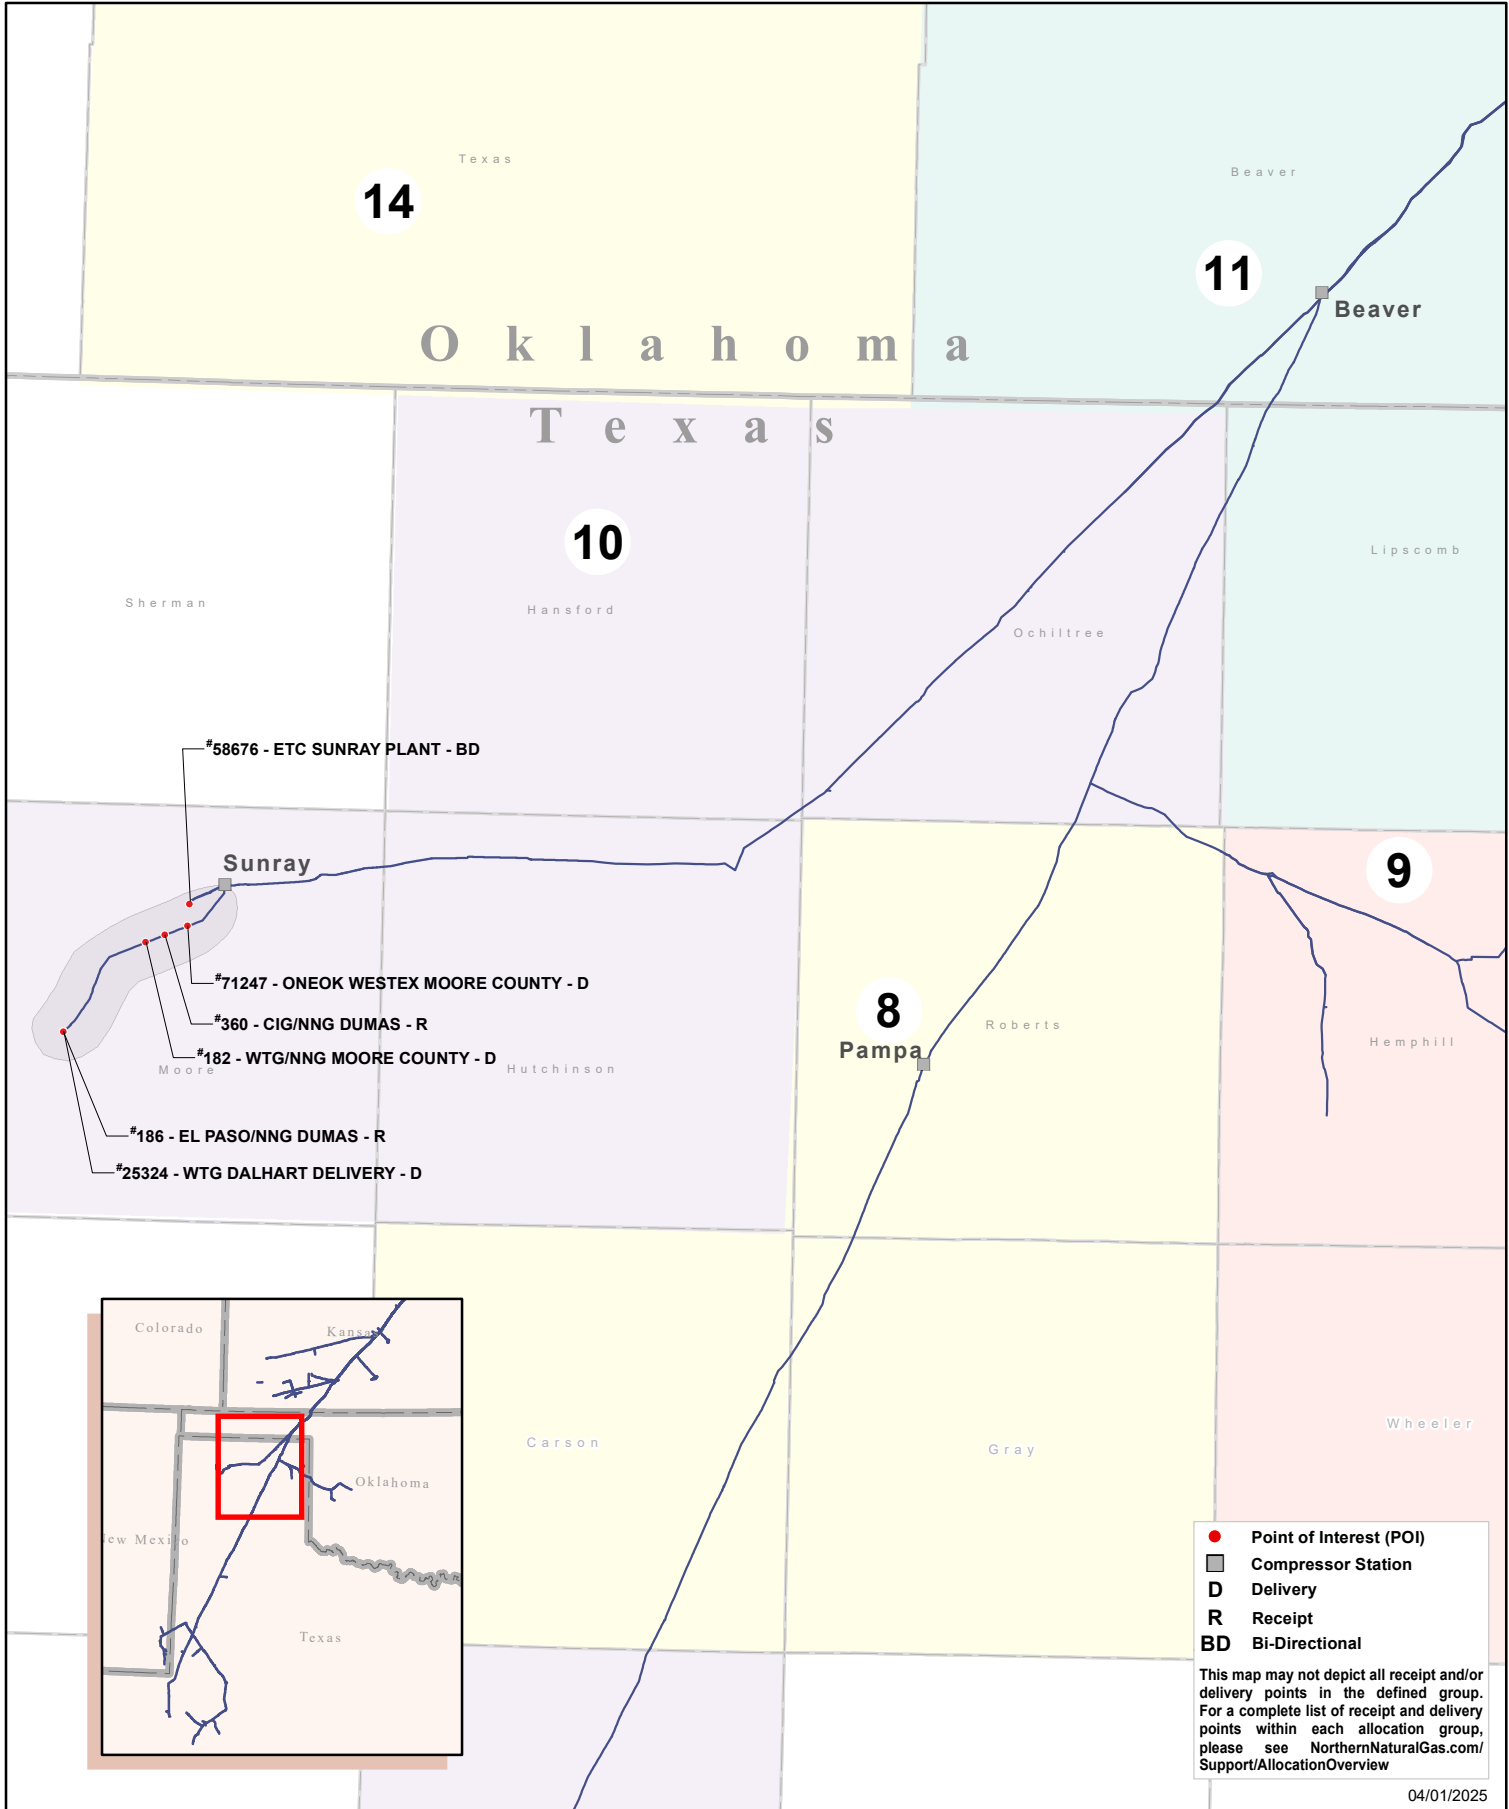 Texas
14
Beaver
11
Beaver
Oklahoma
Texas
10
Lipscomb
Sherman
Hansford
Ochiltree
#58676 - ETC SUNRAY PLANT - BD
Sunray
9
#71247 - ONEOK WESTEX MOORE COUNTY - D
8
#360 - CIG/NNG DUMAS - R
Roberts
Pampa
Hemphill
#182 - WTG/NNG MOORE COUNTY - D
Moore
Hutchinson
#186 - EL PASO/NNG DUMAS - R
#25324 - WTG DALHART DELIVERY - D
Colorado
Kansa
Wheeler
Carson
Gray
Oklahoma
ew Mexico
Texas
Point of Interest (POI)
Compressor Station
D Delivery
R Receipt
BD Bi-Directional
This map may not depict all receipt and/or
delivery points in the defined group.
For a complete list of receipt and delivery
points within each allocation group,
please see NorthernNaturalGas.com/
Support/AllocationOverview
04/01/2025